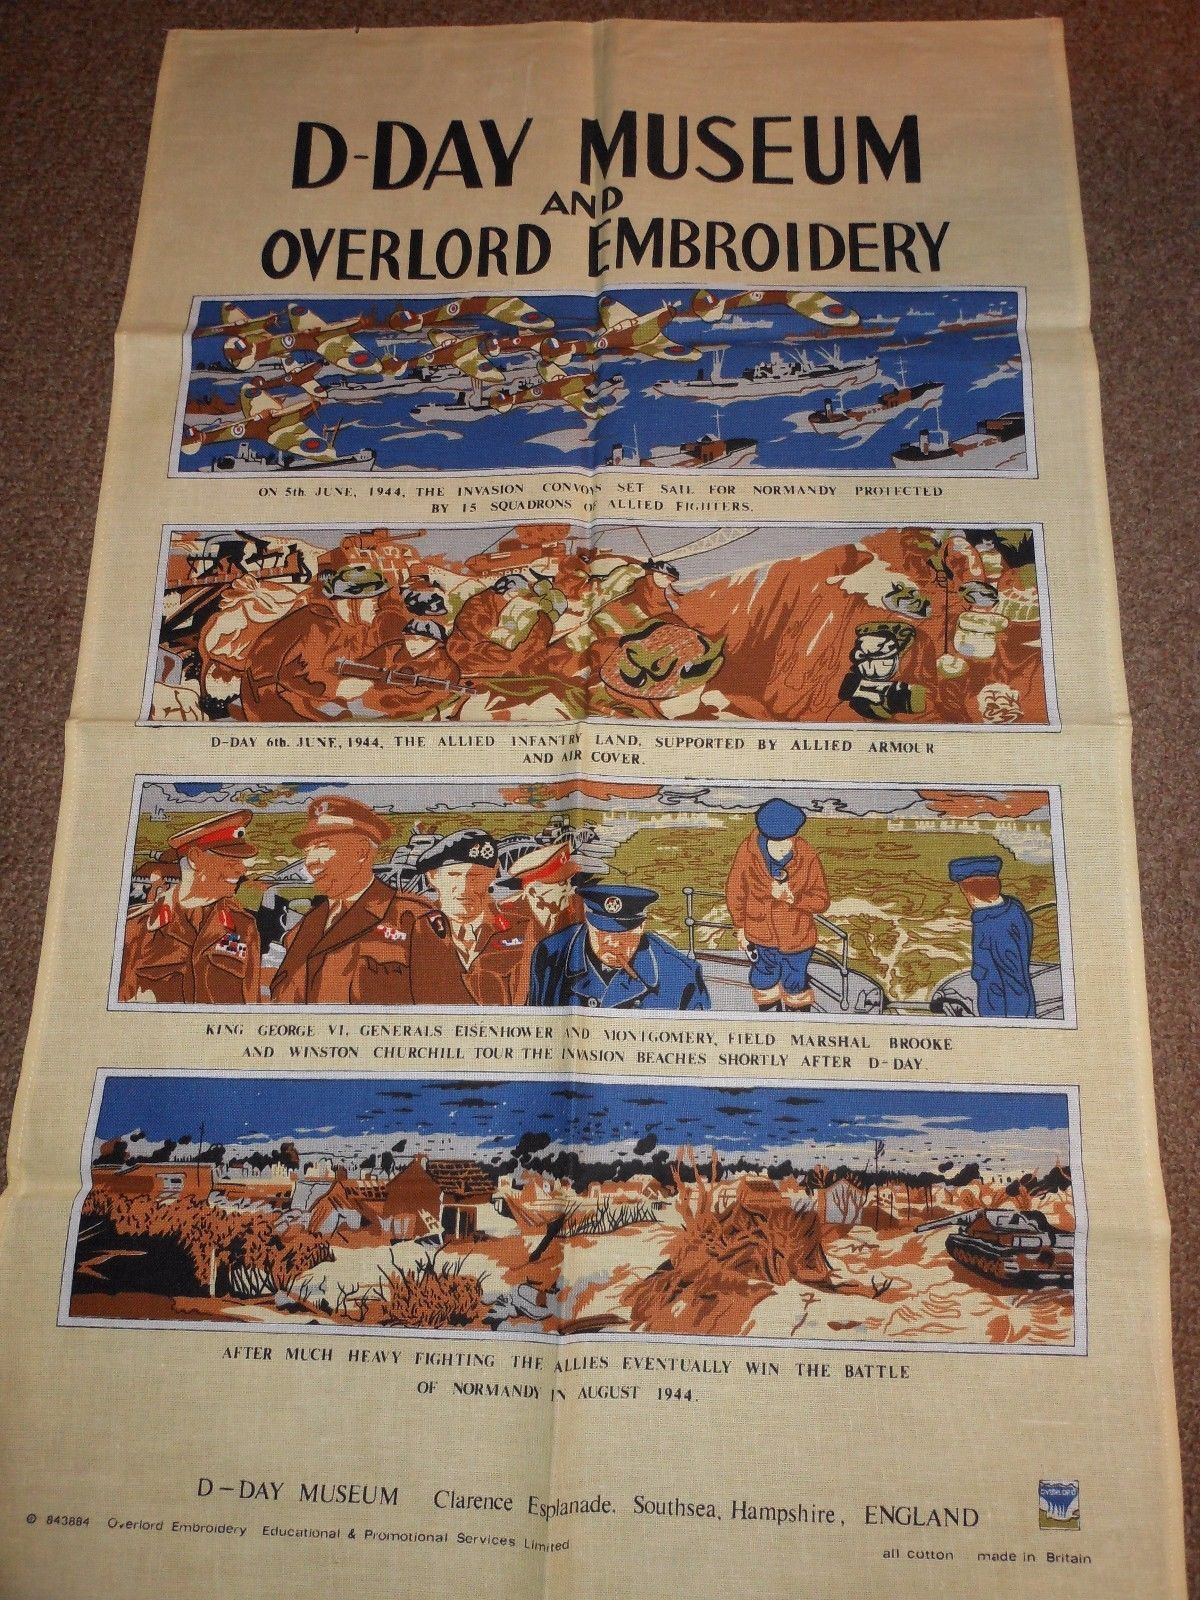 D-DAY MUSEUM
AND
OVERLORD EMBROIDERY
ON 5th. JUNE, 1944, THE INVASION CONVOYS SET SAIL FOR NORMANDY PROTECTED
BY 15 SQUADRONS OF ALLIED FIGHTERS.
D-DAY 6th. JUNE, 1944, THE ALLIED INFANTRY LAND, SUPPORTED BY ALLIED ARMOUR
AND AIR COVER.
KING GEORGE VI, GENERALS EISENHOWER AND MONTGOMERY, FIELD MARSHAL BROOKE
AND WINSTON CHURCHILL TOUR THE INVASION BEACHES SHORTLY AFTER D-DAY.
AFTER MUCH HEAVY FIGHTING THE ALLIES EVENTUALLY WIN THE BATTLE
OF NORMANDY IN AUGUST 1944.
D-DAY MUSEUM Clarence Esplanade, Southsea, Hampshire, ENGLAND
OVERLORD
© 843884 Overlord Embroidery Educational & Promotional Services Limited
all cotton made in Britain